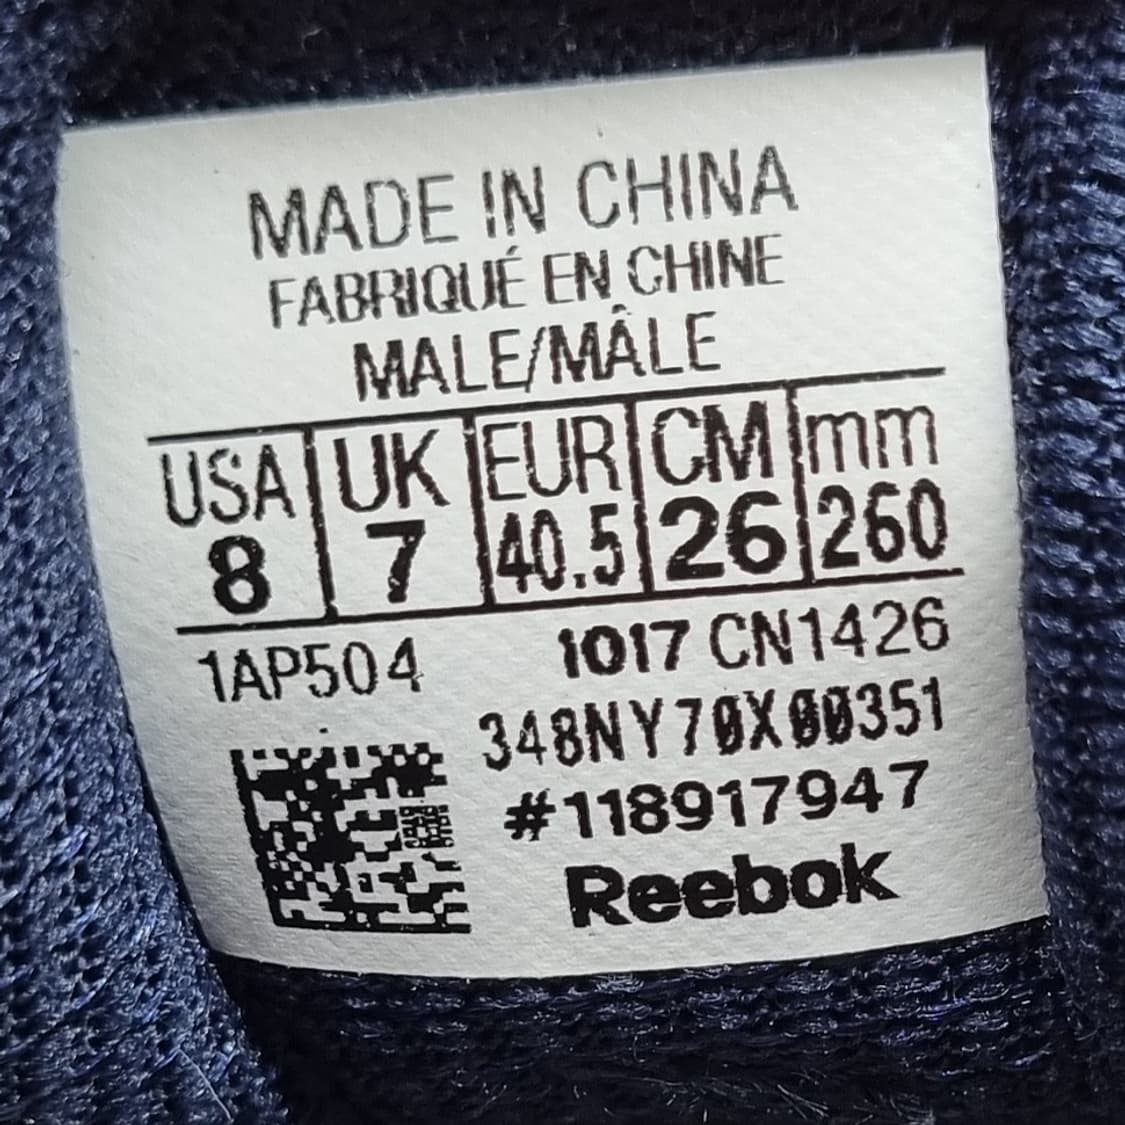 MADE IN CHINA
FABRIQUÉ EN CHINE
MALE/MÂLE
USA UK EUR CM mm
8 7 40.5 26 260
1AP504 1017 CN1426
348NY70X00351
#118917947
Reebok